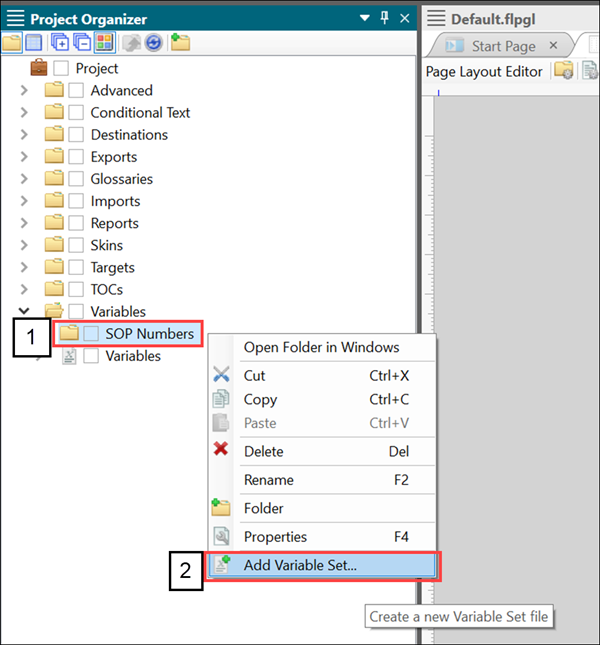 Project Organizer
Default.flpgl
Start Page
Page Layout Editor
Project
Advanced
Conditional Text
Destinations
Exports
Glossaries
Imports
Reports
Skins
Targets
TOCs
Variables
1
SOP Numbers
Variables
Open Folder in Windows
Cut Ctrl+X
Copy Ctrl+C
Paste Ctrl+V
Delete Del
Rename F2
Folder
Properties F4
2
Add Variable Set...
Create a new Variable Set file